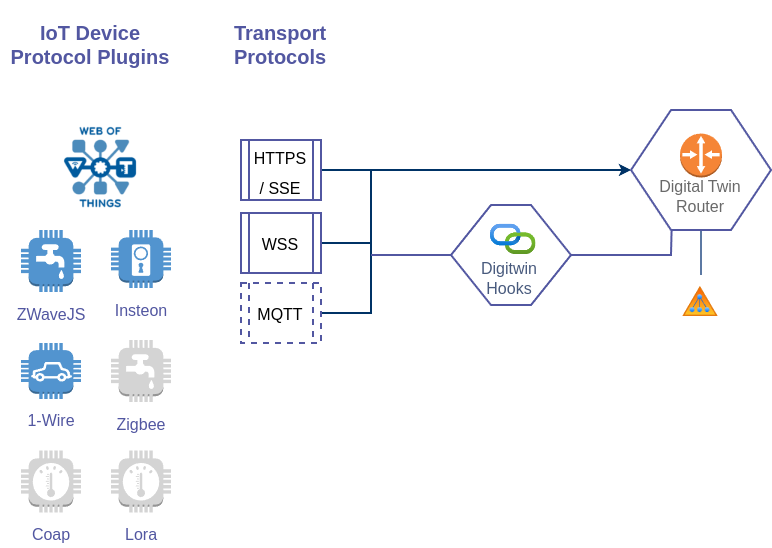 IoT Device
Protocol Plugins
Transport
Protocols
WEB OF
T
THINGS
HTTPS
/ SSE
WSS
MQTT
Digitwin
Hooks
Digital Twin
Router
ZWaveJS
Insteon
1-Wire
Zigbee
Coap
Lora